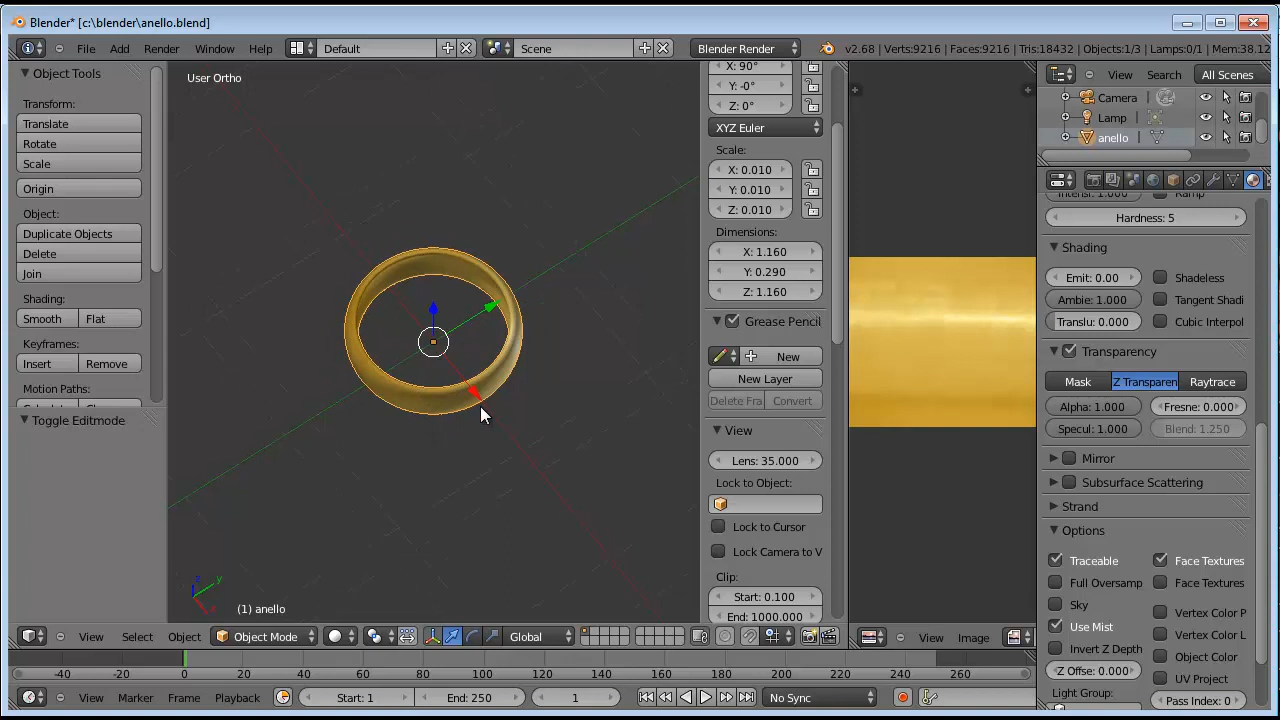 Blender* [c:\blender\anello.blend]
File Add Render Window Help Default Scene Blender Render v2.68 | Verts:9216 | Faces:9216 | Tris:18432 | Objects:1/3 | Lamps:0/1 | Mem:38.12
Object Tools
Transform:
Translate
Rotate
Scale
Origin
Object:
Duplicate Objects
Delete
Join
Shading:
Smooth Flat
Keyframes:
Insert Remove
Motion Paths:
Toggle Editmode
User Ortho
z y x
(1) anello
X: 90°
Y: -0°
Z: 0°
XYZ Euler
Scale:
X: 0.010
Y: 0.010
Z: 0.010
Dimensions:
X: 1.160
Y: 0.290
Z: 1.160
Grease Pencil
New
New Layer
Delete Fra Convert
View
Lens: 35.000
Lock to Object:
Lock to Cursor
Lock Camera to V
Clip:
Start: 0.100
End: 1000.000
View Search All Scenes
Camera
Lamp
anello
Intensi: 1.000 Ramp
Hardness: 5
Shading
Emit: 0.00 Shadeless
Ambie: 1.000 Tangent Shadi
Translu: 0.000 Cubic Interpol
Transparency
Mask Z Transparen Raytrace
Alpha: 1.000 Fresne: 0.000
Specul: 1.000 Blend: 1.250
Mirror
Subsurface Scattering
Strand
Options
Traceable Face Textures
Full Oversamp Face Textures
Sky Vertex Color P
Use Mist Vertex Color L
Invert Z Depth Object Color
Z Offse: 0.000 UV Project
Light Group: Pass Index: 0
View Select Object Object Mode Global View Image
-40 -20 0 20 40 60 80 100 120 140 160 180 200 220 240 260
View Marker Frame Playback Start: 1 End: 250 1 No Sync